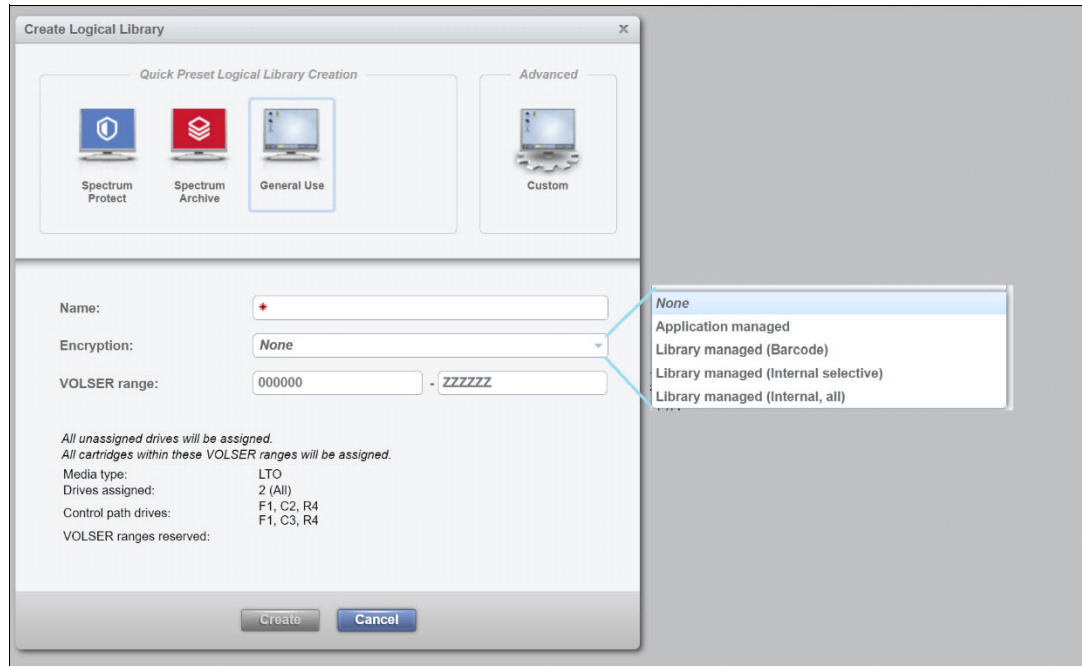 Create Logical Library x
Quick Preset Logical Library Creation
Advanced
Spectrum
Protect
Spectrum
Archive
General Use
Custom
Name:
Encryption: None
VOLSER range: 000000 - ZZZZZZ
None
Application managed
Library managed (Barcode)
Library managed (Internal selective)
Library managed (Internal, all)
All unassigned drives will be assigned.
All cartridges within these VOLSER ranges will be assigned.
Media type: LTO
Drives assigned: 2 (All)
Control path drives: F1, C2, R4
F1, C3, R4
VOLSER ranges reserved:
Create Cancel